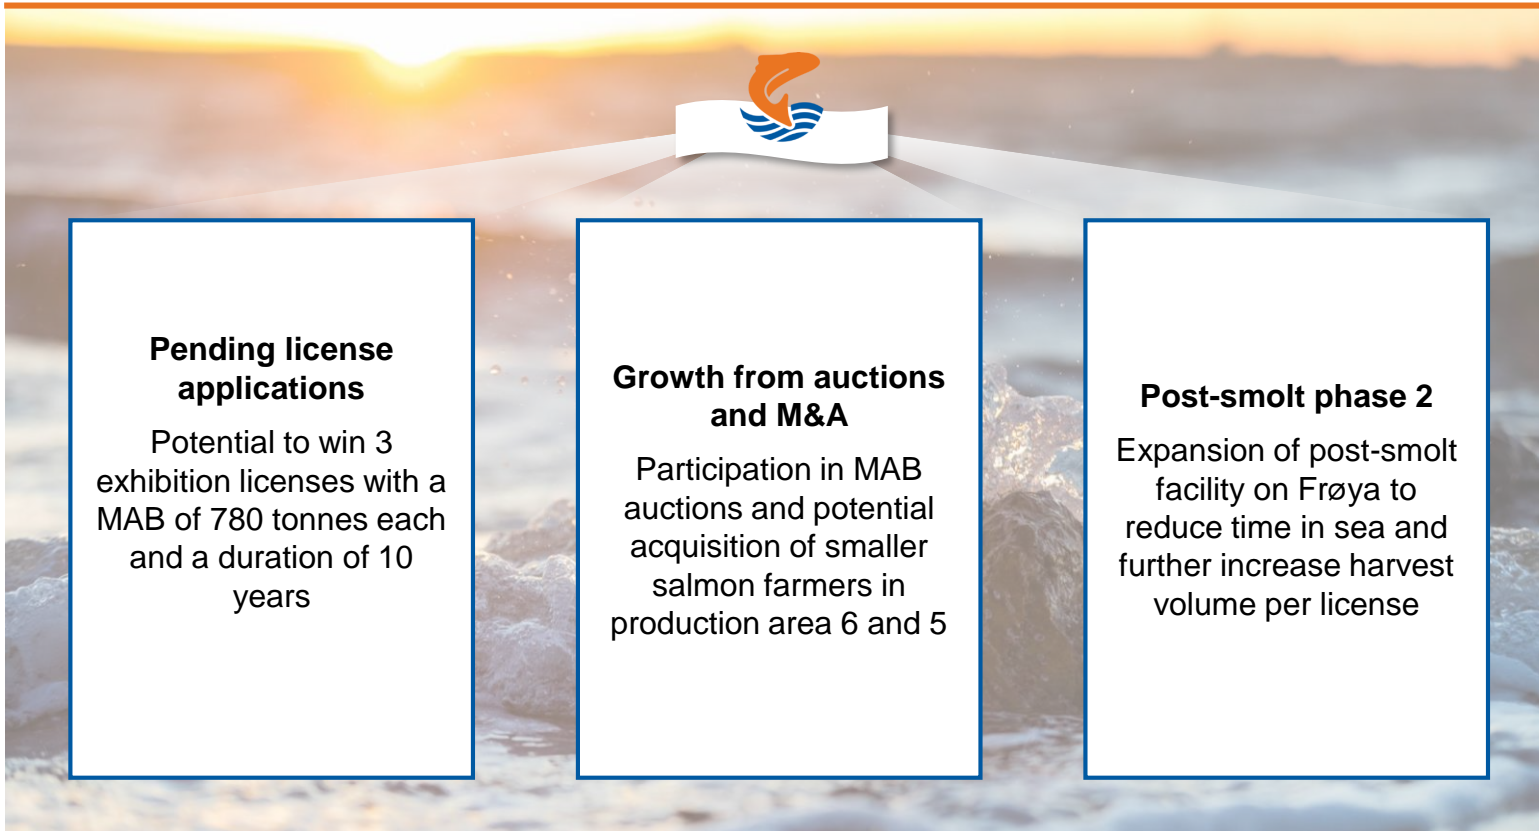 Pending license
applications
Potential to win 3
exhibition licenses with a
MAB of 780 tonnes each
and a duration of 10
years
Growth from auctions
and M&A
Participation in MAB
auctions and potential
acquisition of smaller
salmon farmers in
production area 6 and 5
Post-smolt phase 2
Expansion of post-smolt
facility on Frøya to
reduce time in sea and
further increase harvest
volume per license